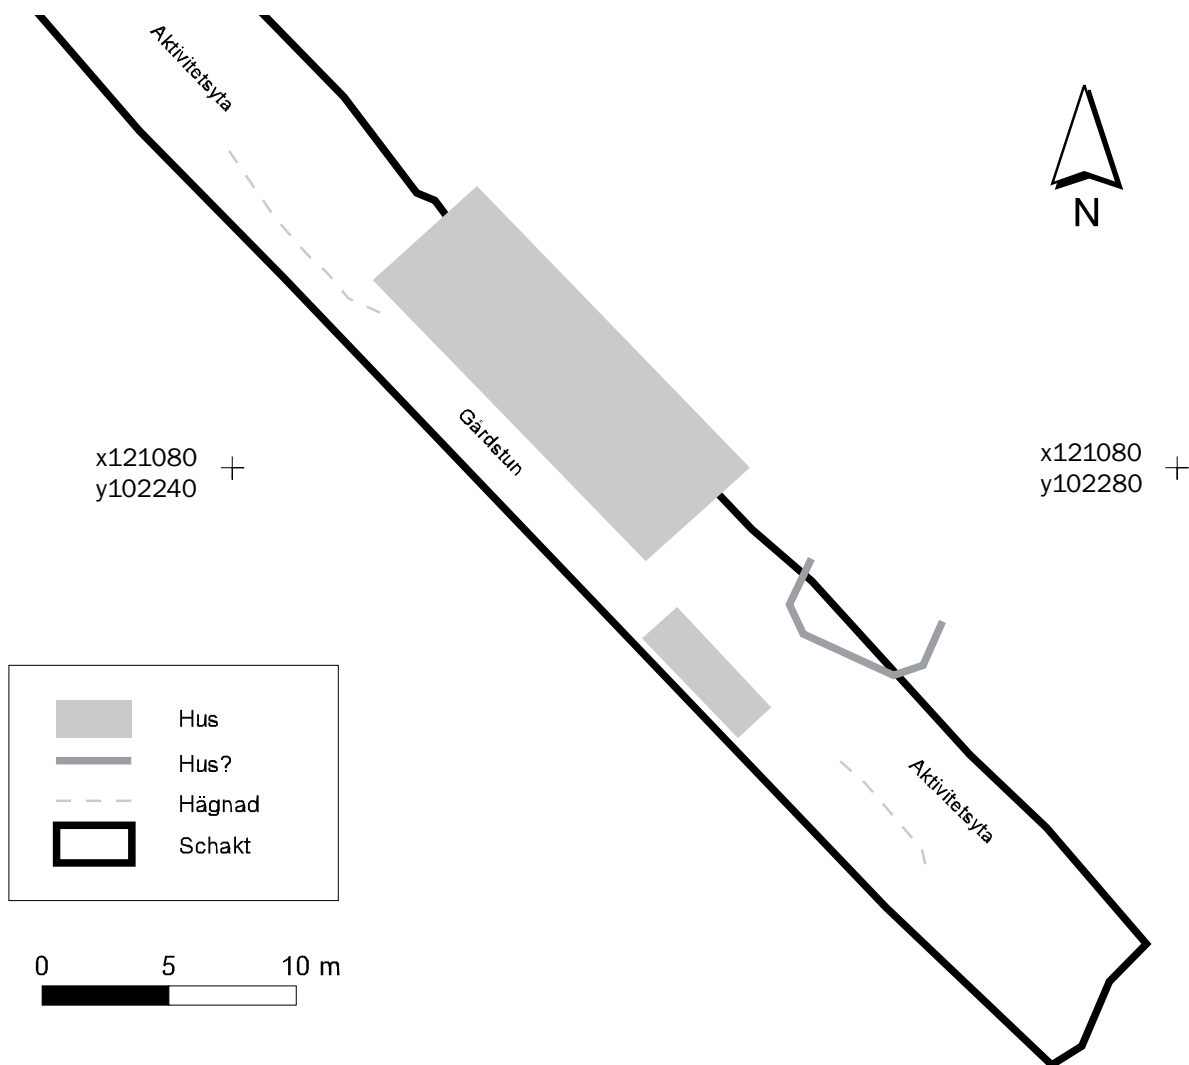 Aktivitetsyta
N
Gårdstun
x121080
y102240
x121080
y102280
Hus
Hus?
Hägnad
Schakt
Aktivitetsyta
0 5 10 m